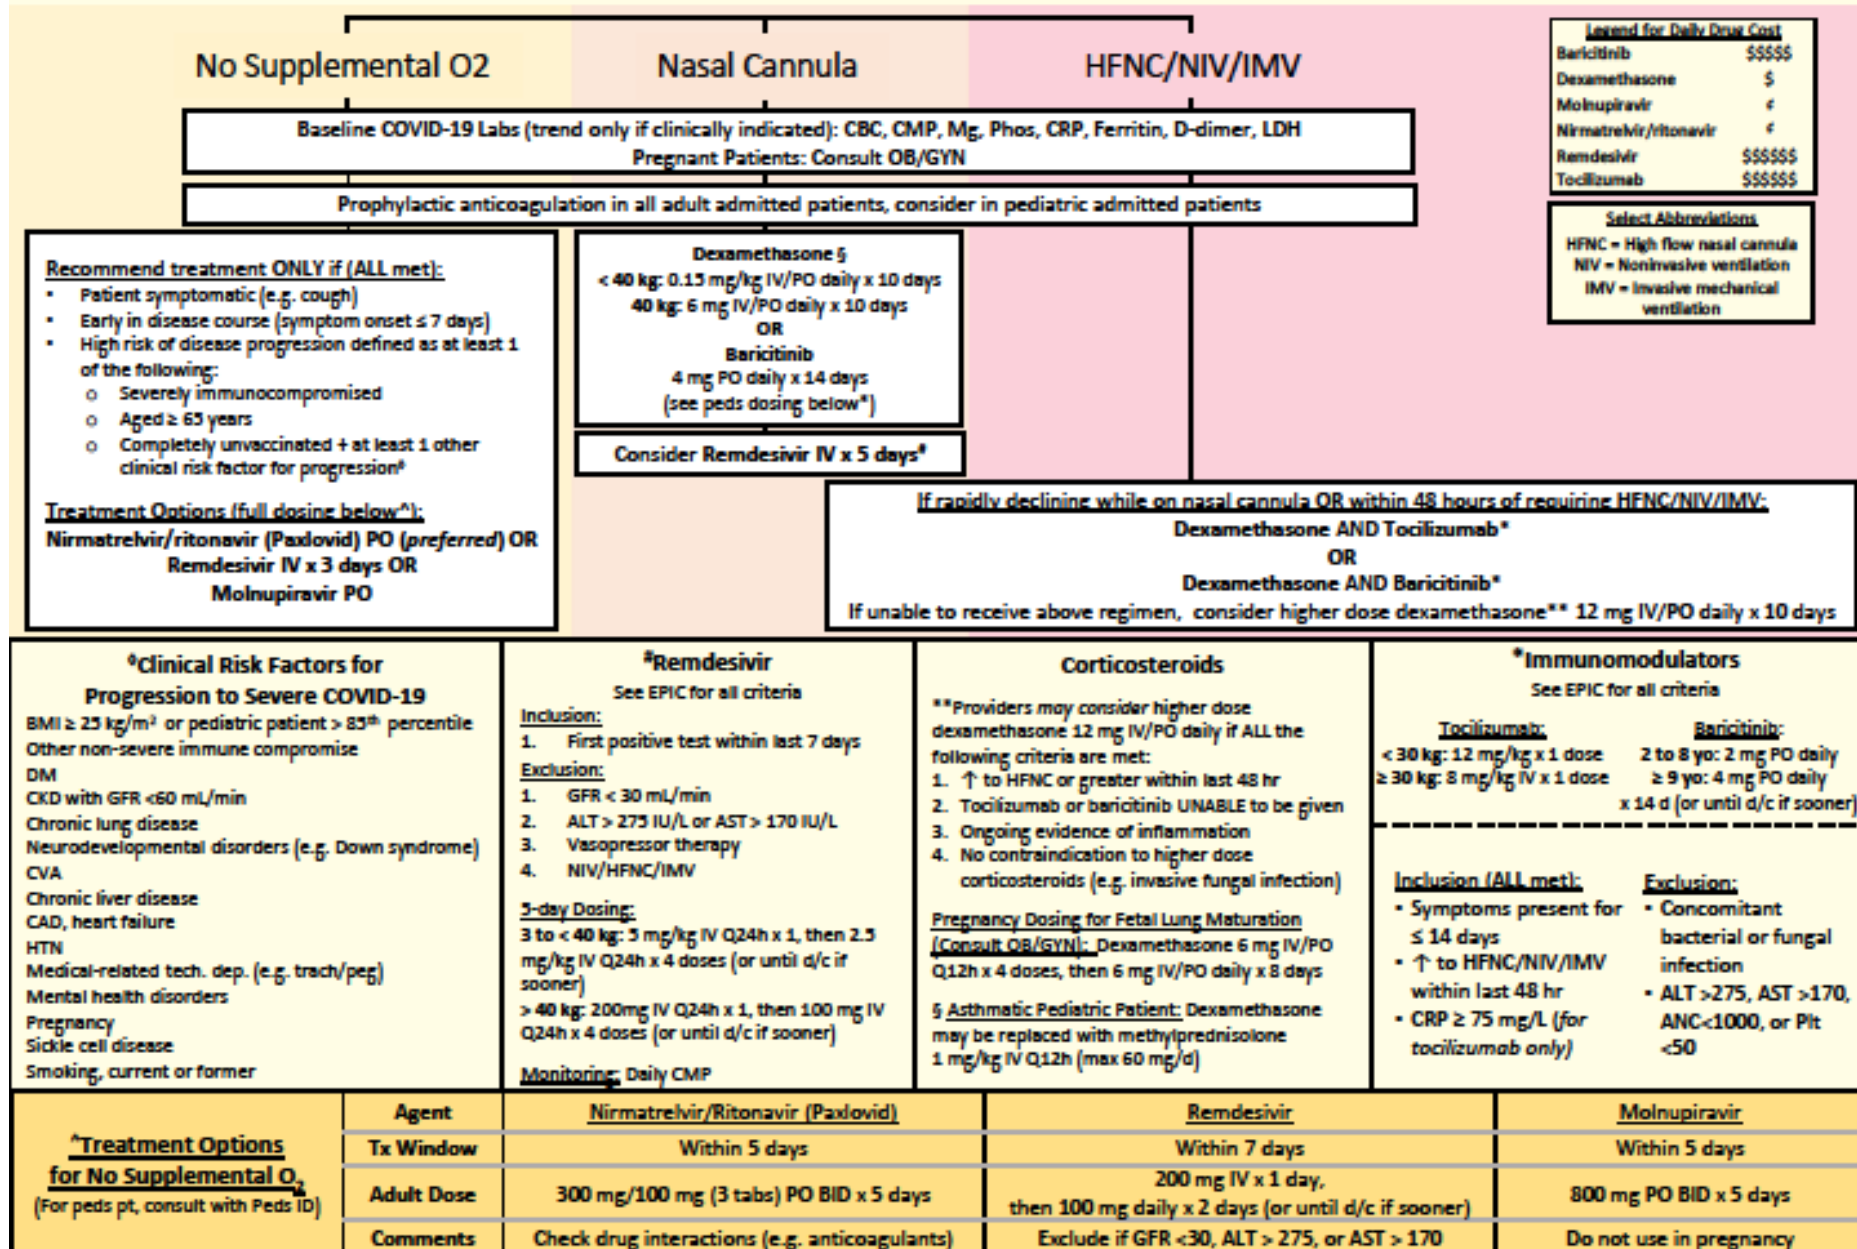 No Supplemental O2
Nasal Cannula
HFNC/NIV/IMV
Legend for Daily Drug Cost
Baricitinib $$$$$
Dexamethasone $
Molnupiravir ¢
Nirmatrelvir/ritonavir ¢
Remdesivir $$$$$$
Tocilizumab $$$$$$
Select Abbreviations
HFNC = High flow nasal cannula
NIV = Noninvasive ventilation
IMV = Invasive mechanical
ventilation
Baseline COVID-19 Labs (trend only if clinically indicated): CBC, CMP, Mg, Phos, CRP, Ferritin, D-dimer, LDH
Pregnant Patients: Consult OB/GYN
Prophylactic anticoagulation in all adult admitted patients, consider in pediatric admitted patients
Recommend treatment ONLY if (ALL met):
▪ Patient symptomatic (e.g. cough)
▪ Early in disease course (symptom onset ≤ 7 days)
▪ High risk of disease progression defined as at least 1
of the following:
o Severely immunocompromised
o Aged ≥ 65 years
o Completely unvaccinated + at least 1 other
clinical risk factor for progression◊
Treatment Options (full dosing below^):
Nirmatrelvir/ritonavir (Paxlovid) PO (preferred) OR
Remdesivir IV x 3 days OR
Molnupiravir PO
Dexamethasone §
< 40 kg: 0.15 mg/kg IV/PO daily x 10 days
40 kg: 6 mg IV/PO daily x 10 days
OR
Baricitinib
4 mg PO daily x 14 days
(see peds dosing below*)
Consider Remdesivir IV x 5 days#
If rapidly declining while on nasal cannula OR within 48 hours of requiring HFNC/NIV/IMV:
Dexamethasone AND Tocilizumab*
OR
Dexamethasone AND Baricitinib*
If unable to receive above regimen, consider higher dose dexamethasone** 12 mg IV/PO daily x 10 days
◊Clinical Risk Factors for
Progression to Severe COVID-19
BMI ≥ 25 kg/m² or pediatric patient > 85th percentile
Other non-severe immune compromise
DM
CKD with GFR <60 mL/min
Chronic lung disease
Neurodevelopmental disorders (e.g. Down syndrome)
CVA
Chronic liver disease
CAD, heart failure
HTN
Medical-related tech. dep. (e.g. trach/peg)
Mental health disorders
Pregnancy
Sickle cell disease
Smoking, current or former
#Remdesivir
See EPIC for all criteria
Inclusion:
1. First positive test within last 7 days
Exclusion:
1. GFR < 30 mL/min
2. ALT > 275 IU/L or AST > 170 IU/L
3. Vasopressor therapy
4. NIV/HFNC/IMV
5-day Dosing:
3 to < 40 kg: 5 mg/kg IV Q24h x 1, then 2.5
mg/kg IV Q24h x 4 doses (or until d/c if
sooner)
> 40 kg: 200mg IV Q24h x 1, then 100 mg IV
Q24h x 4 doses (or until d/c if sooner)
Monitoring: Daily CMP
Corticosteroids
**Providers may consider higher dose
dexamethasone 12 mg IV/PO daily if ALL the
following criteria are met:
1. ↑ to HFNC or greater within last 48 hr
2. Tocilizumab or baricitinib UNABLE to be given
3. Ongoing evidence of inflammation
4. No contraindication to higher dose
corticosteroids (e.g. invasive fungal infection)
Pregnancy Dosing for Fetal Lung Maturation
(Consult OB/GYN): Dexamethasone 6 mg IV/PO
Q12h x 4 doses, then 6 mg IV/PO daily x 8 days
§ Asthmatic Pediatric Patient: Dexamethasone
may be replaced with methylprednisolone
1 mg/kg IV Q12h (max 60 mg/d)
*Immunomodulators
See EPIC for all criteria
Tocilizumab:
< 30 kg: 12 mg/kg x 1 dose
≥ 30 kg: 8 mg/kg IV x 1 dose
Baricitinib:
2 to 8 yo: 2 mg PO daily
≥ 9 yo: 4 mg PO daily
x 14 d (or until d/c if sooner)
Inclusion (ALL met):
▪ Symptoms present for
≤ 14 days
▪ ↑ to HFNC/NIV/IMV
within last 48 hr
▪ CRP ≥ 75 mg/L (for
tocilizumab only)
Exclusion:
▪ Concomitant
bacterial or fungal
infection
▪ ALT >275, AST >170,
ANC<1000, or Plt
<50
^Treatment Options
for No Supplemental O2
(For peds pt, consult with Peds ID)
Agent Nirmatrelvir/Ritonavir (Paxlovid) Remdesivir Molnupiravir
Tx Window Within 5 days Within 7 days Within 5 days
Adult Dose 300 mg/100 mg (3 tabs) PO BID x 5 days 200 mg IV x 1 day,
then 100 mg daily x 2 days (or until d/c if sooner) 800 mg PO BID x 5 days
Comments Check drug interactions (e.g. anticoagulants) Exclude if GFR <30, ALT > 275, or AST > 170 Do not use in pregnancy